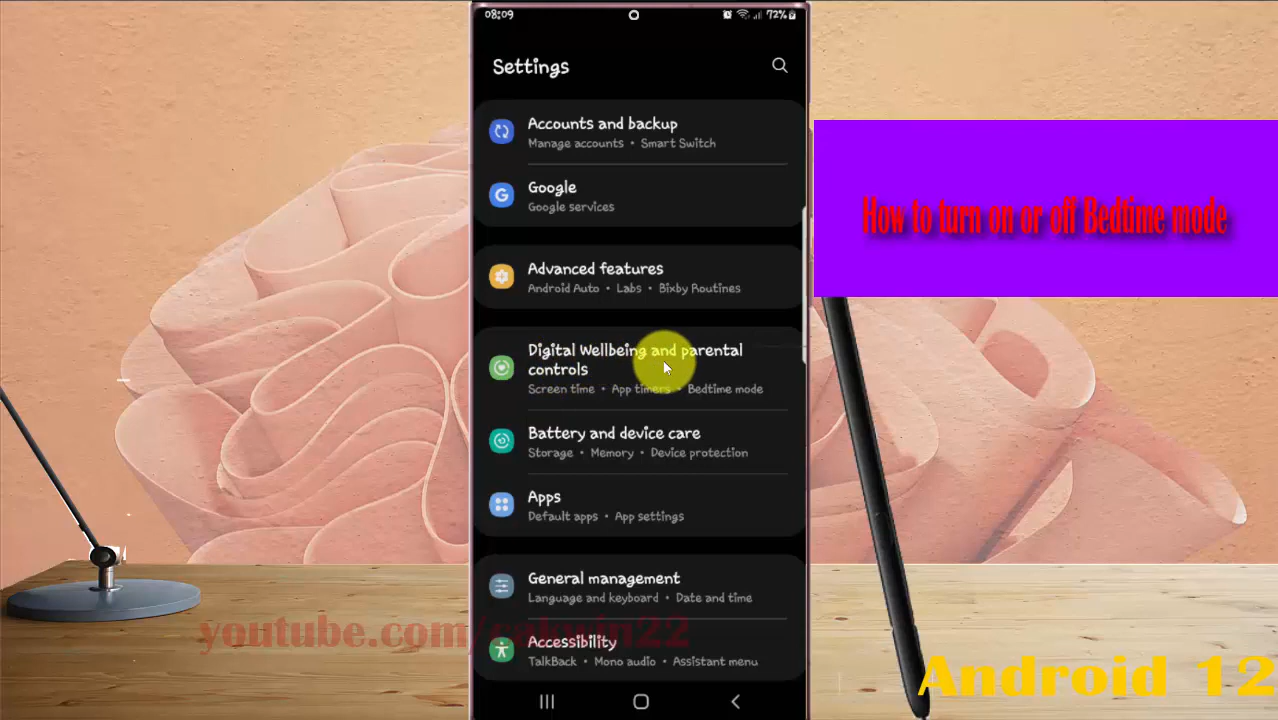 08:09
72%
Settings
Accounts and backup
Manage accounts • Smart Switch
Google
Google services
Advanced features
Android Auto • Labs • Bixby Routines
Digital Wellbeing and parental
controls
Screen time • App timers • Bedtime mode
Battery and device care
Storage • Memory • Device protection
Apps
Default apps • App settings
General management
Language and keyboard • Date and time
Accessibility
TalkBack • Mono audio • Assistant menu
How to turn on or off Bedtime mode
youtube.com/cakwin22
Android 12